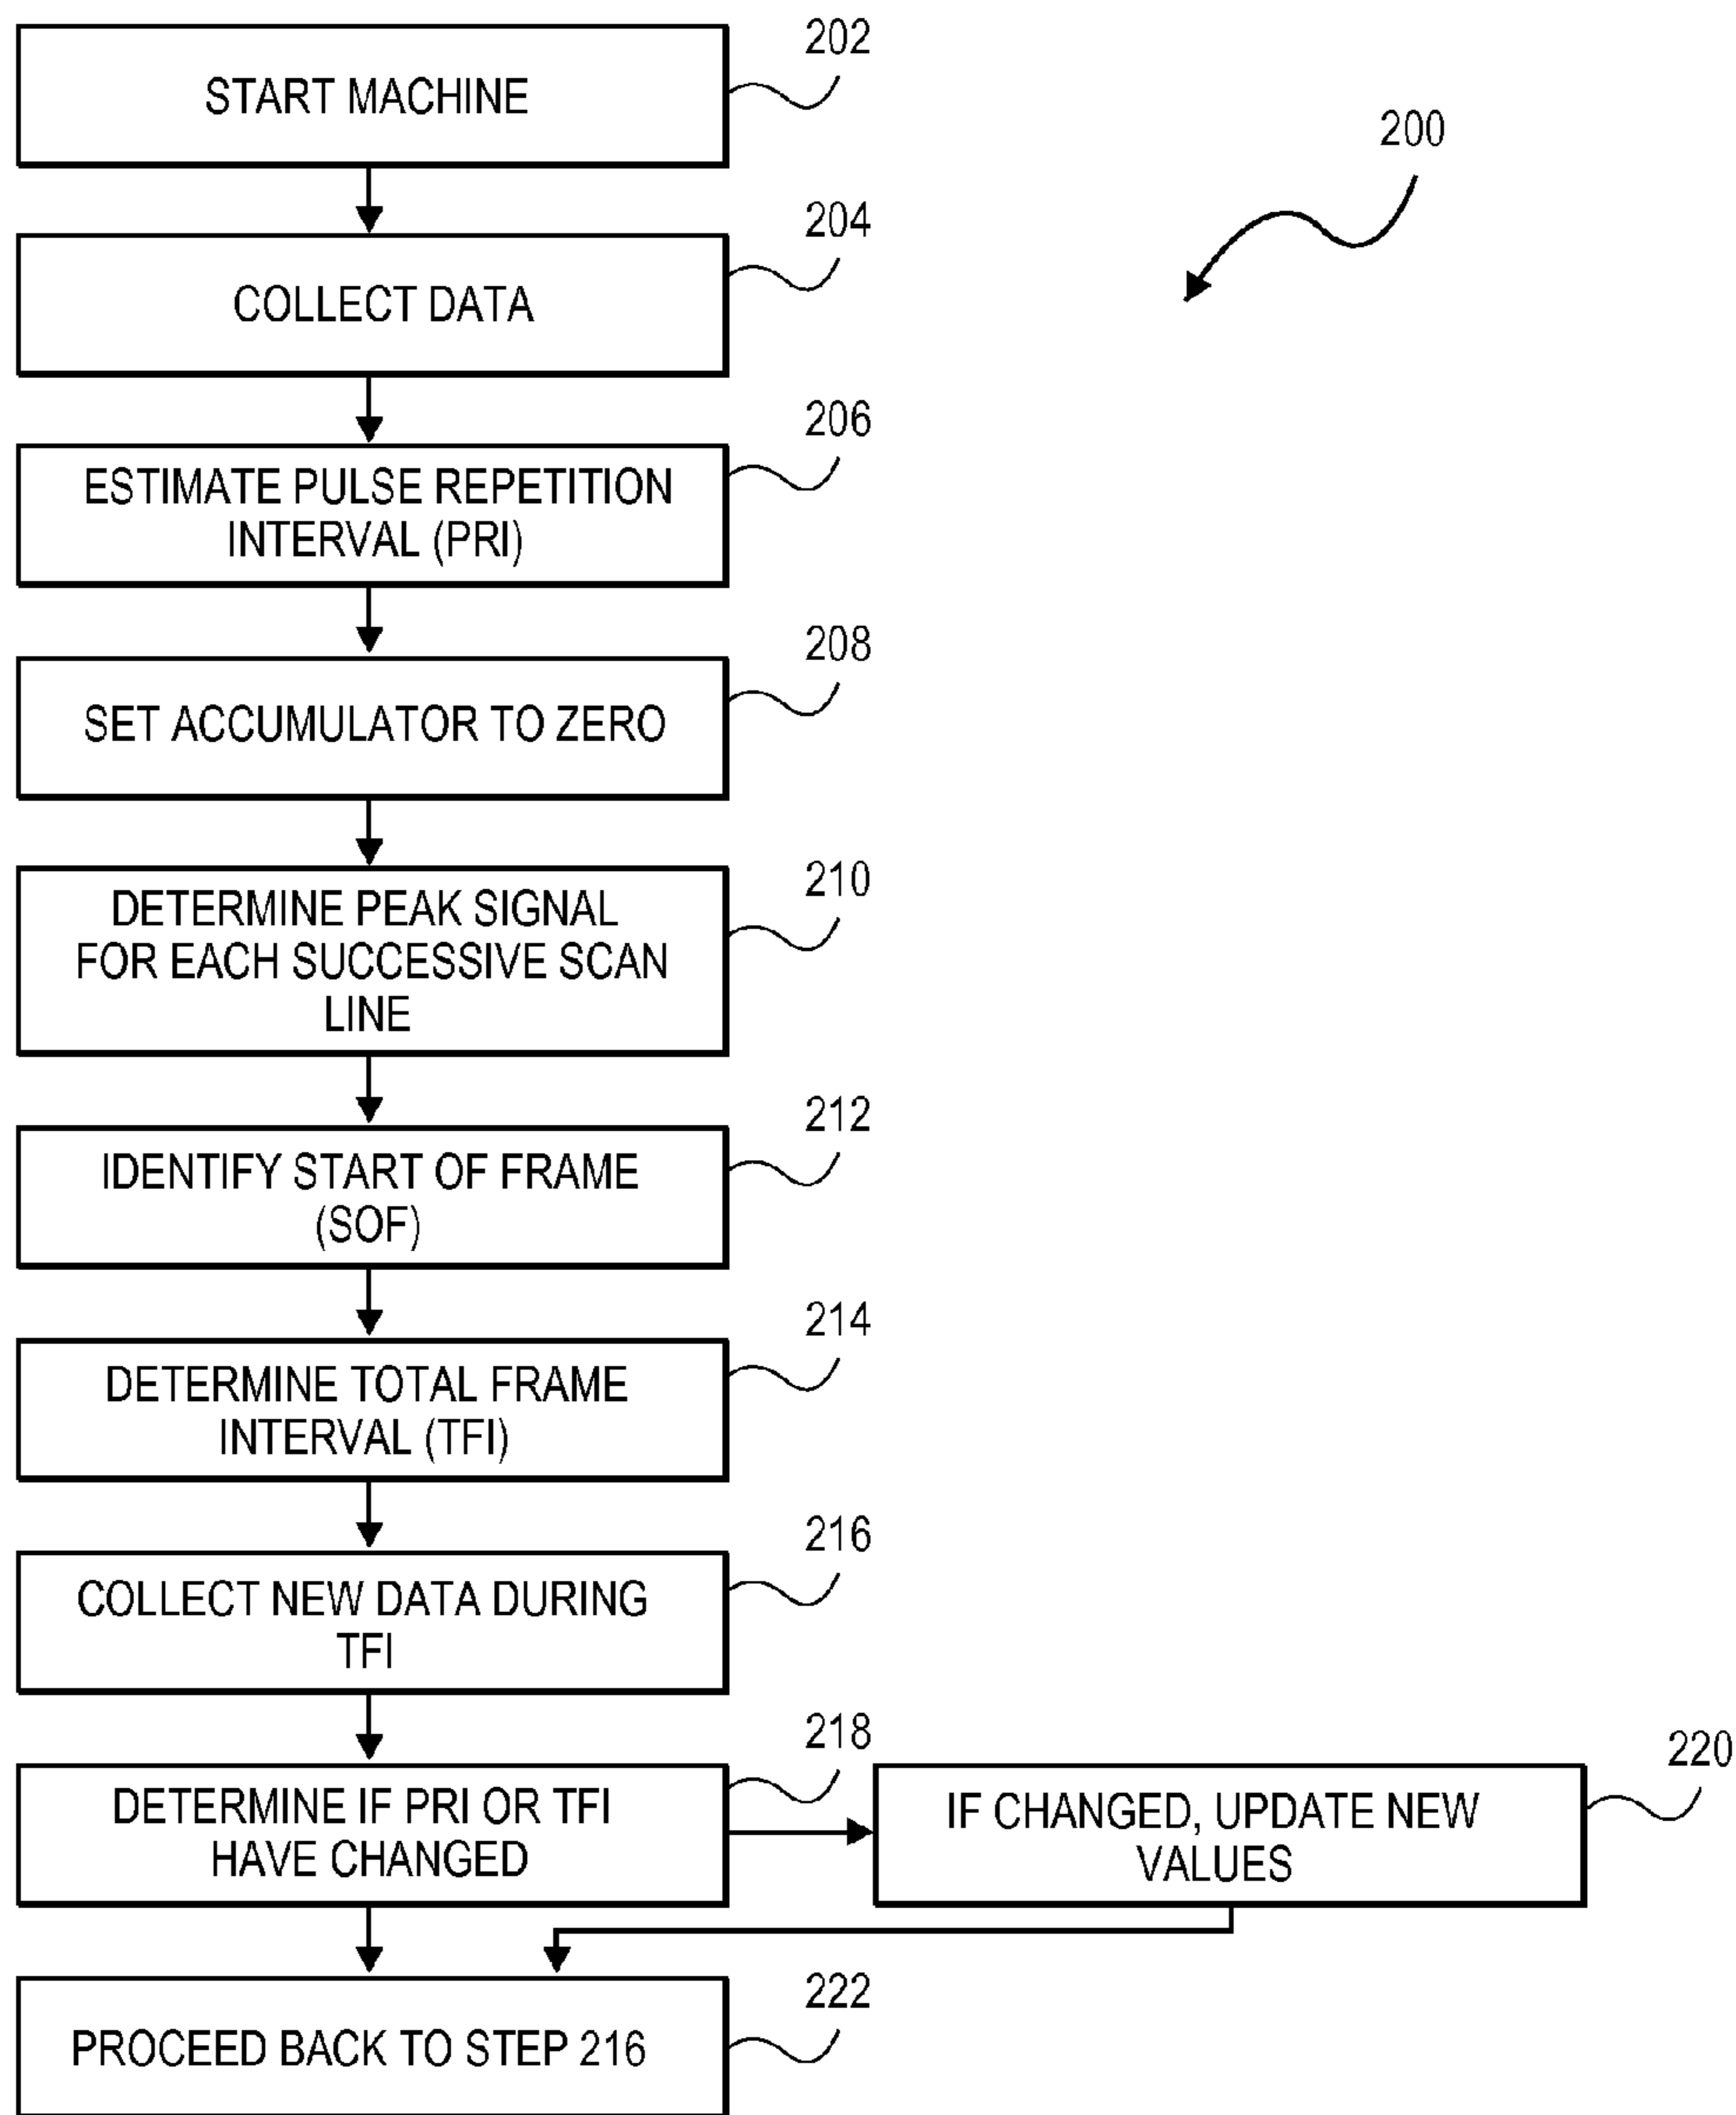 202
START MACHINE
200
204
COLLECT DATA
206
ESTIMATE PULSE REPETITION
INTERVAL (PRI)
208
SET ACCUMULATOR TO ZERO
210
DETERMINE PEAK SIGNAL
FOR EACH SUCCESSIVE SCAN
LINE
212
IDENTIFY START OF FRAME
(SOF)
214
DETERMINE TOTAL FRAME
INTERVAL (TFI)
216
COLLECT NEW DATA DURING
TFI
218
DETERMINE IF PRI OR TFI
HAVE CHANGED
220
IF CHANGED, UPDATE NEW
VALUES
222
PROCEED BACK TO STEP 216